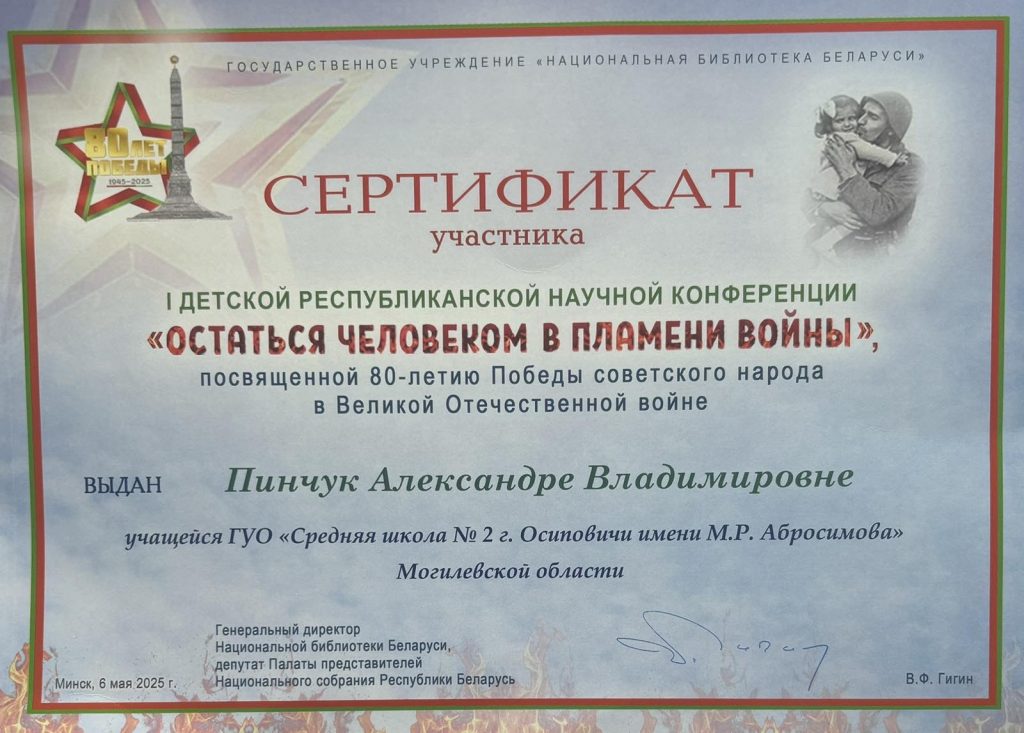 ГОСУДАРСТВЕННОЕ УЧРЕЖДЕНИЕ «НАЦИОНАЛЬНАЯ БИБЛИОТЕКА БЕЛАРУСИ»
80 ЛЕТ
ПОБЕДЫ
1945–2025
СЕРТИФИКАТ
участника
I ДЕТСКОЙ РЕСПУБЛИКАНСКОЙ НАУЧНОЙ КОНФЕРЕНЦИИ
«ОСТАТЬСЯ ЧЕЛОВЕКОМ В ПЛАМЕНИ ВОЙНЫ»,
посвященной 80-летию Победы советского народа
в Великой Отечественной войне
ВЫДАН Пинчук Александре Владимировне
учащейся ГУО «Средняя школа № 2 г. Осиповичи имени М.Р. Абросимова»
Могилевской области
Генеральный директор
Национальной библиотеки Беларуси,
депутат Палаты представителей
Национального собрания Республики Беларусь
Минск, 6 мая 2025 г.
В.Ф. Гигин